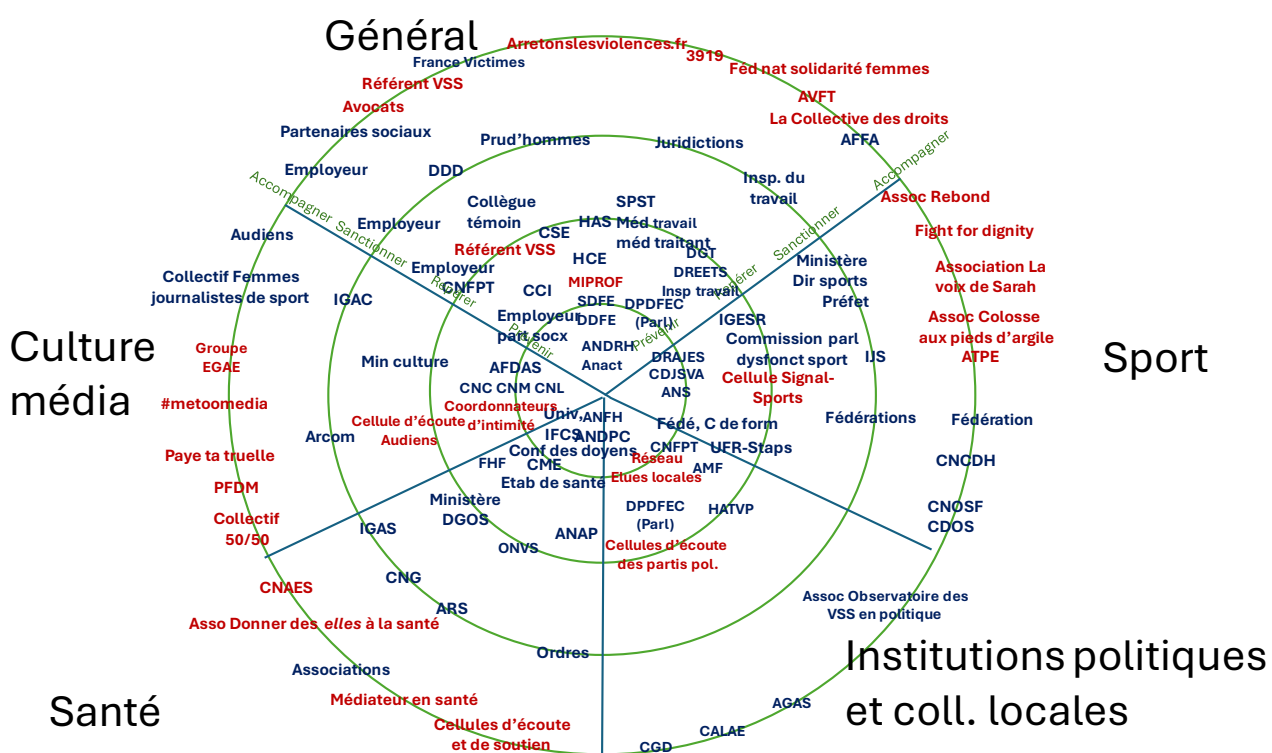 Général
Arretonslesviolences.fr
3919
France Victimes
Féd nat solidarité femmes
Référent VSS
AVFT
Avocats
La Collective des droits
Partenaires sociaux
AFFA
Prud'hommes
Juridictions
Employeur
DDD
Insp. du
travail
Accompagner
Sanctionner
Repérer
Prévenir
Accompagner
Sanctionner
Repérer
Prévenir
Employeur
Collègue
témoin
SPST
HAS
Méd travail
méd traitant
CSE
Référent VSS
HCE
DGT
DREETS
Insp travail
Employeur
CNFPT
CCI
MIPROF
SDFE
DPDFEC
(Parl)
Employeur
part socx
DDFE
ANDRH
Anact
Sport
Assoc Rebond
Fight for dignity
Association La
voix de Sarah
Assoc Colosse
aux pieds d'argile
ATPE
Ministère
Dir sports
Préfet
IGESR
Commission parl
dysfonct sport
IJS
DRAJES
CDJSVA
ANS
Cellule Signal-
Sports
Fédérations
Fédération
Fédé, C de form
UFR-Staps
CNCDH
CNOSF
CDOS
Institutions politiques
et coll. locales
CNFPT
Réseau
Elues locales
AMF
DPDFEC
(Parl)
HATVP
Cellules d'écoute
des partis pol.
Assoc Observatoire des
VSS en politique
AGAS
CALAE
CGD
Santé
Univ,
ANFH
IFCS
ANDPC
Conf des doyens
FHF
CME
Etab de santé
Ministère
DGOS
ANAP
ONVS
IGAS
CNG
ARS
Ordres
CNAES
Asso Donner des elles à la santé
Associations
Médiateur en santé
Cellules d'écoute
et de soutien
Culture
média
Audiens
Collectif Femmes
journalistes de sport
IGAC
Groupe
EGAE
Min culture
AFDAS
CNC CNM CNL
Coordonnateurs
d'intimité
#metoomedia
Cellule d'écoute
Audiens
Arcom
Paye ta truelle
PFDM
Collectif
50/50